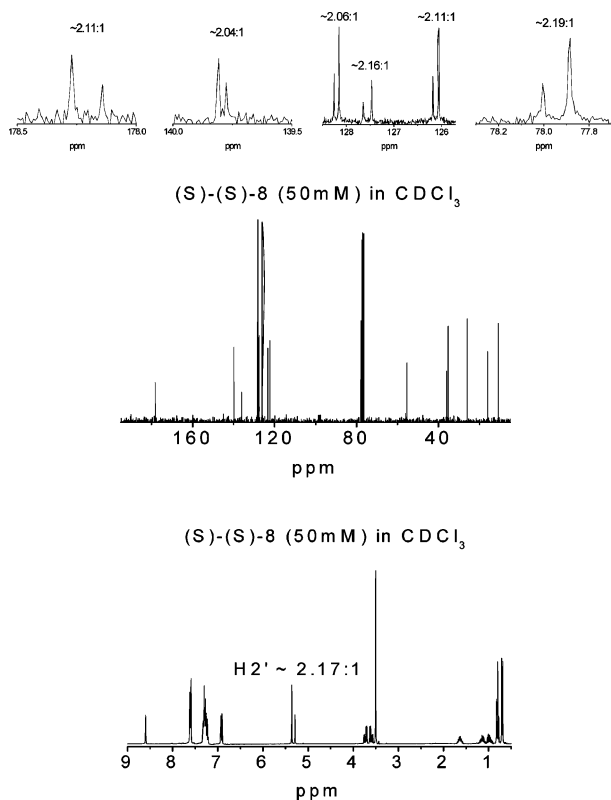 ~2.11:1
~2.04:1
~2.06:1
~2.16:1
~2.11:1
~2.19:1
178.5 178.0
ppm
140.0 139.5
ppm
128 127 126
ppm
78.2 78.0 77.8
ppm
(S)-(S)-8 (50mM) in CDCl3
160 120 80 40
ppm
(S)-(S)-8 (50mM) in CDCl3
H2' ~ 2.17:1
9 8 7 6 5 4 3 2 1
ppm